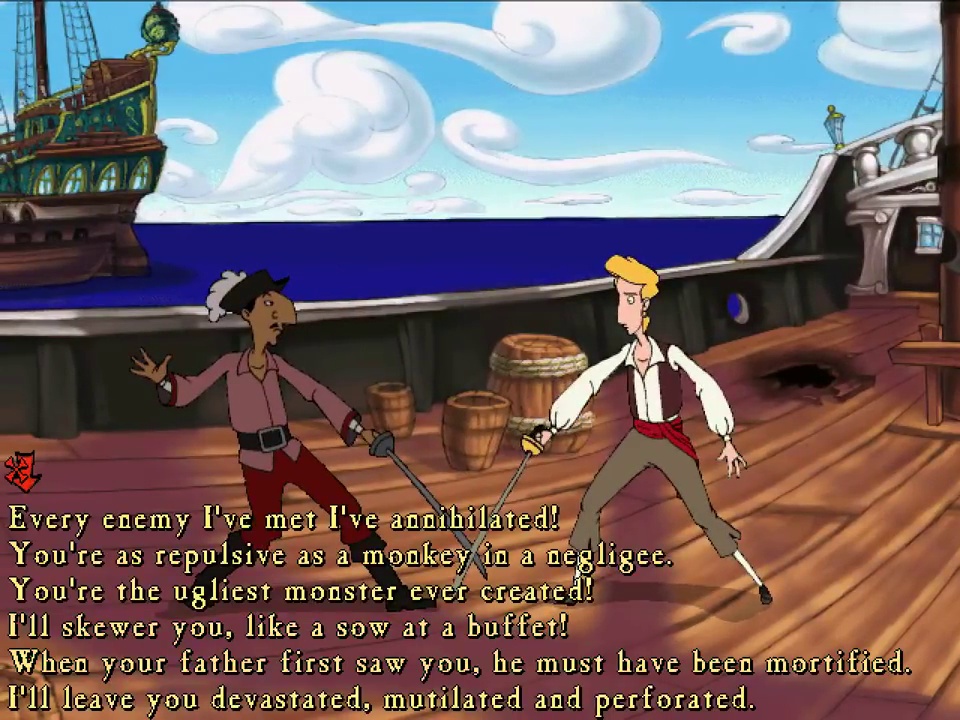 Every enemy I've met I've annihilated!
You're as repulsive as a monkey in a negligee.
You're the ugliest monster ever created!
I'll skewer you, like a sow at a buffet!
When your father first saw you, he must have been mortified.
I'll leave you devastated, mutilated and perforated.